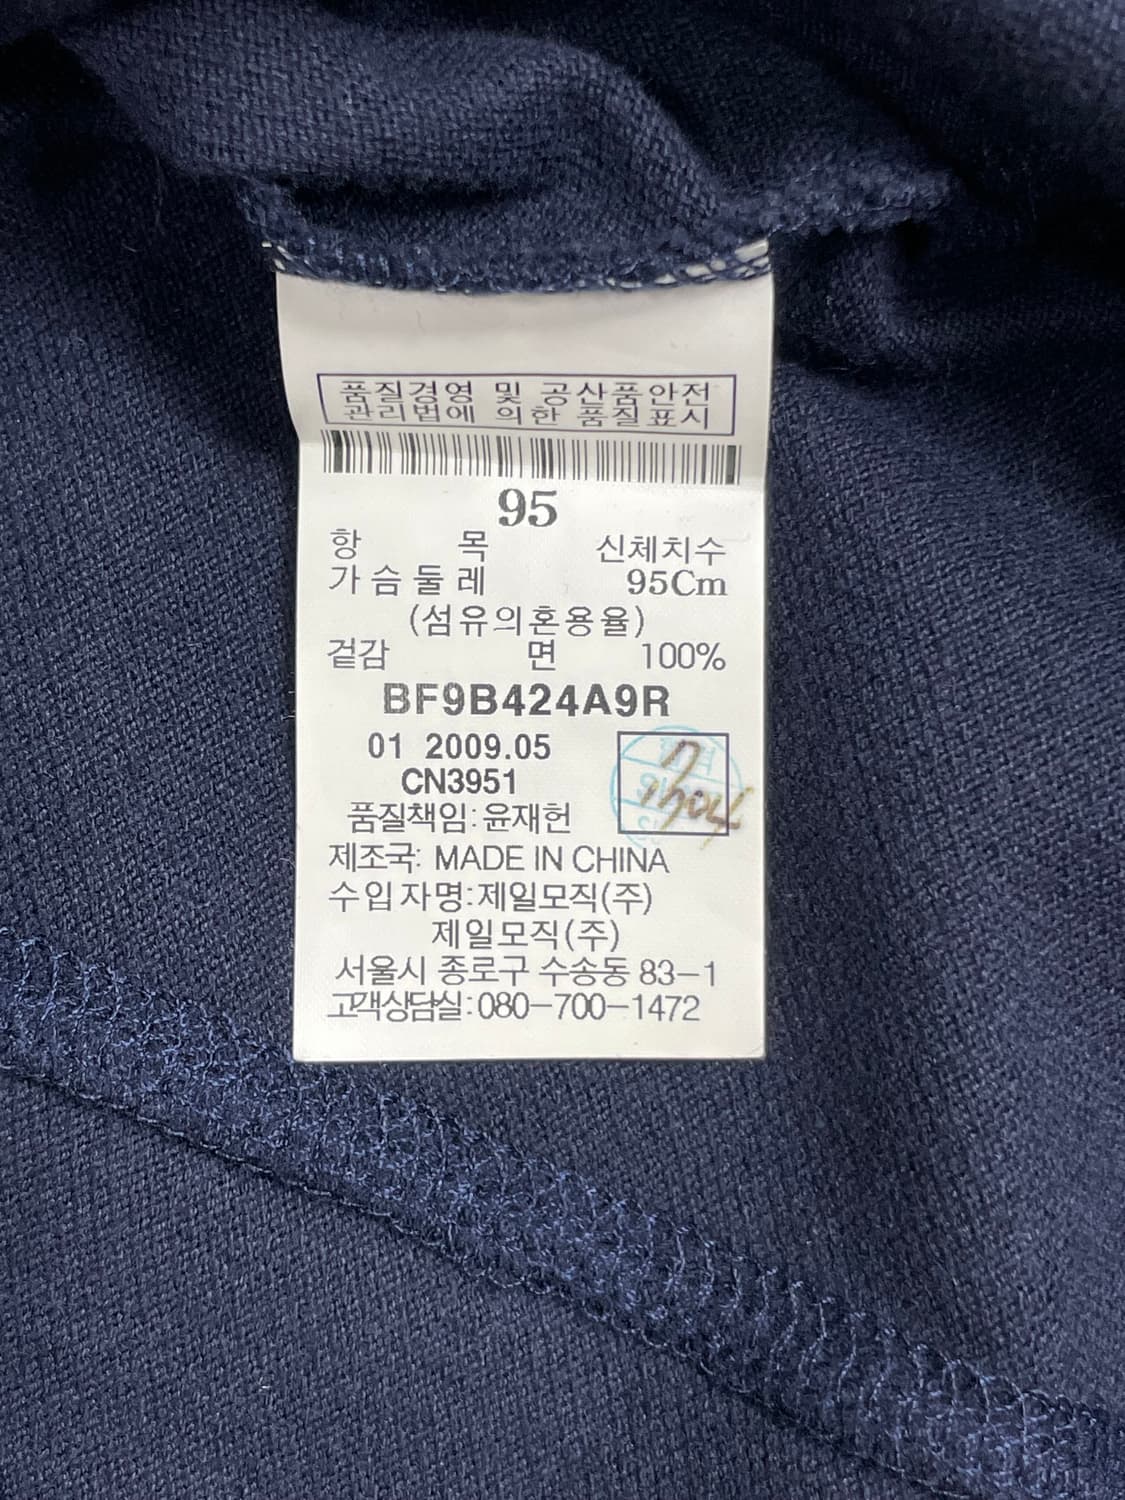 품질경영 및 공산품안전
관리법에 의한 품질표시
95
항 목 신체치수
가슴둘레 95Cm
(섬유의혼용율)
겉감 면 100%
BF9B424A9R
01 2009.05
CN3951
품질책임:윤재헌
제조국: MADE IN CHINA
수입자명:제일모직(주)
제일모직(주)
서울시 종로구 수송동 83-1
고객상담실:080-700-1472